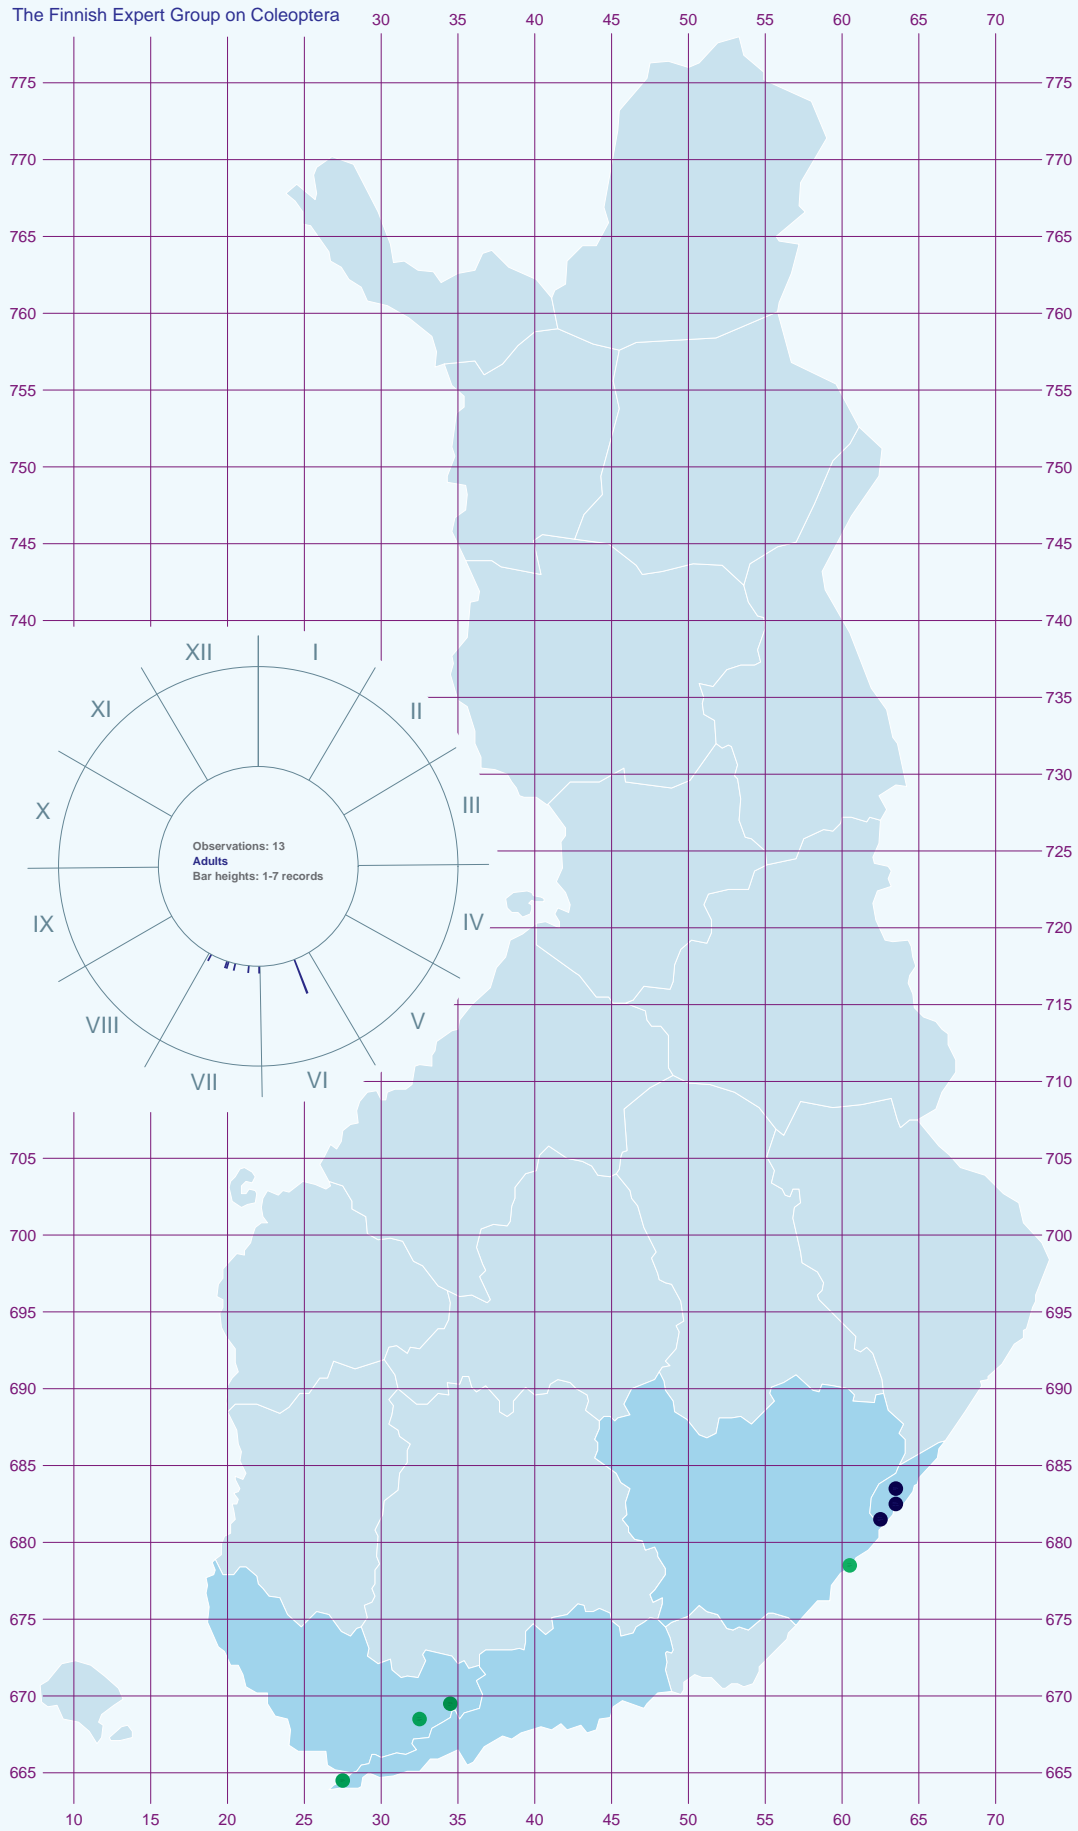 The Finnish Expert Group on Coleoptera
30 35 40 45 50 55 60 65 70
775 775
770 770
765 765
760 760
755 755
750 750
745 745
740 740
XII I
XI II
735
730
X III
Observations: 13
Adults
Bar heights: 1-7 records
725
IX IV
720
VIII V
715
VII VI
710
705 705
700 700
695 695
690 690
685 685
680 680
675 675
670 670
665 665
10 15 20 25 30 35 40 45 50 55 60 65 70